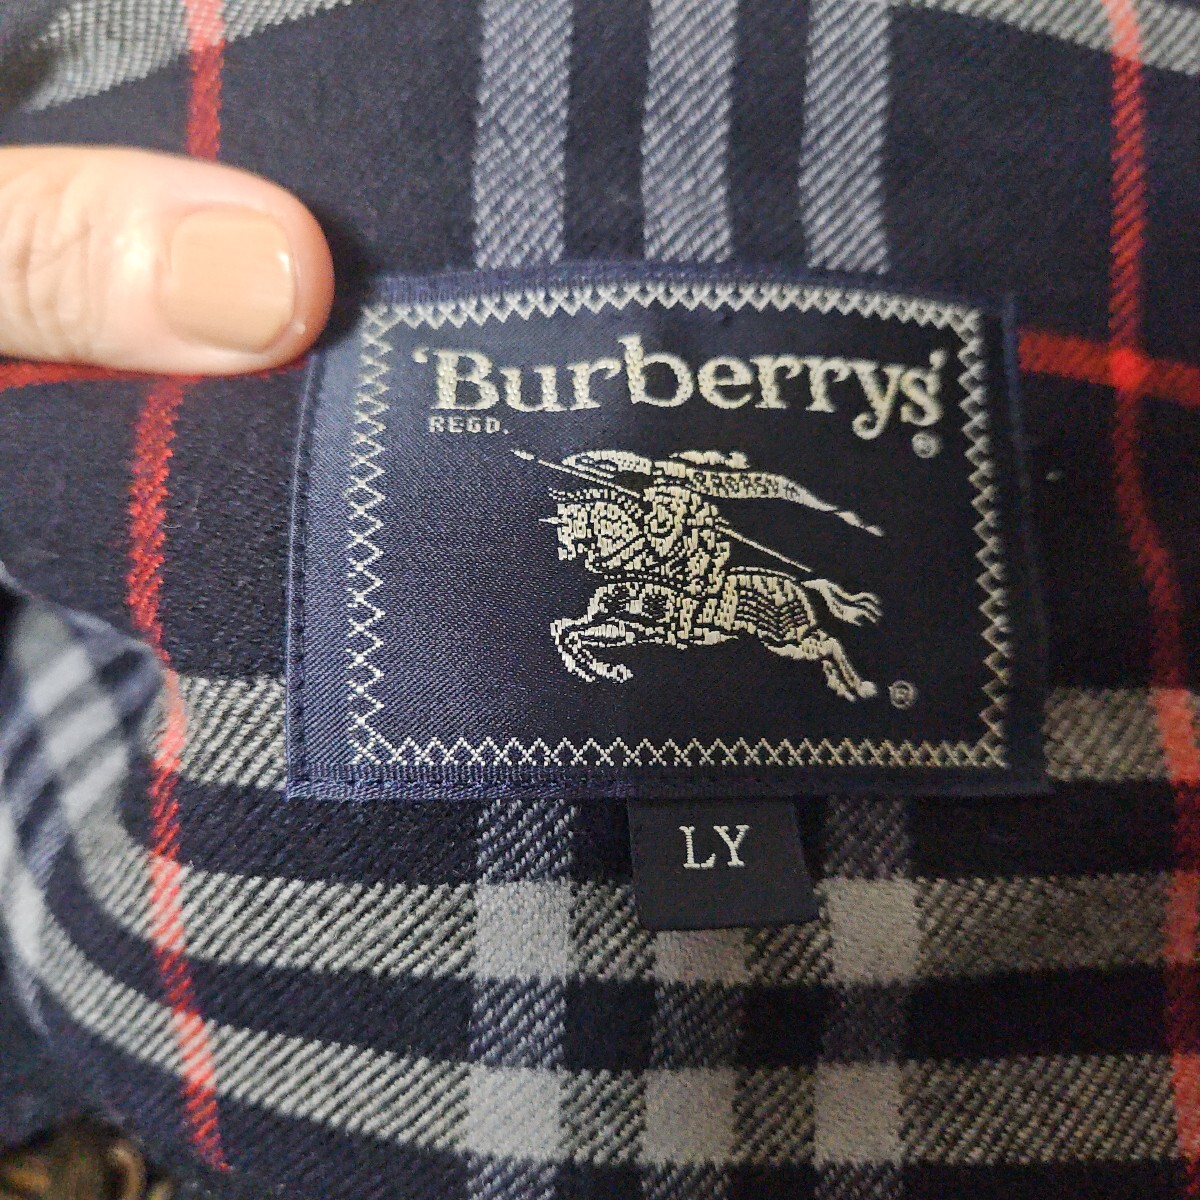 'Burberrys'
REGD.
®
®
LY